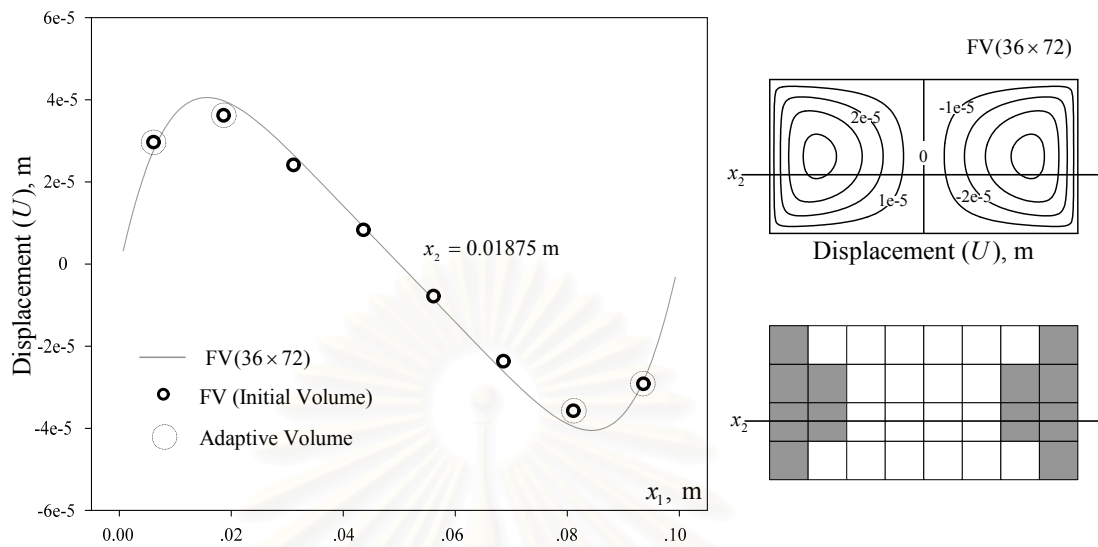 6e-5
4e-5
2e-5
0
-2e-5
-4e-5
-6e-5
Displacement (U), m
x₂ = 0.01875 m
FV(36 × 72)
FV (Initial Volume)
Adaptive Volume
x₁, m
0.00
.02
.04
.06
.08
0.10
FV(36 × 72)
-1e-5
2e-5
0
x₂
1e-5
-2e-5
Displacement (U), m
x₂